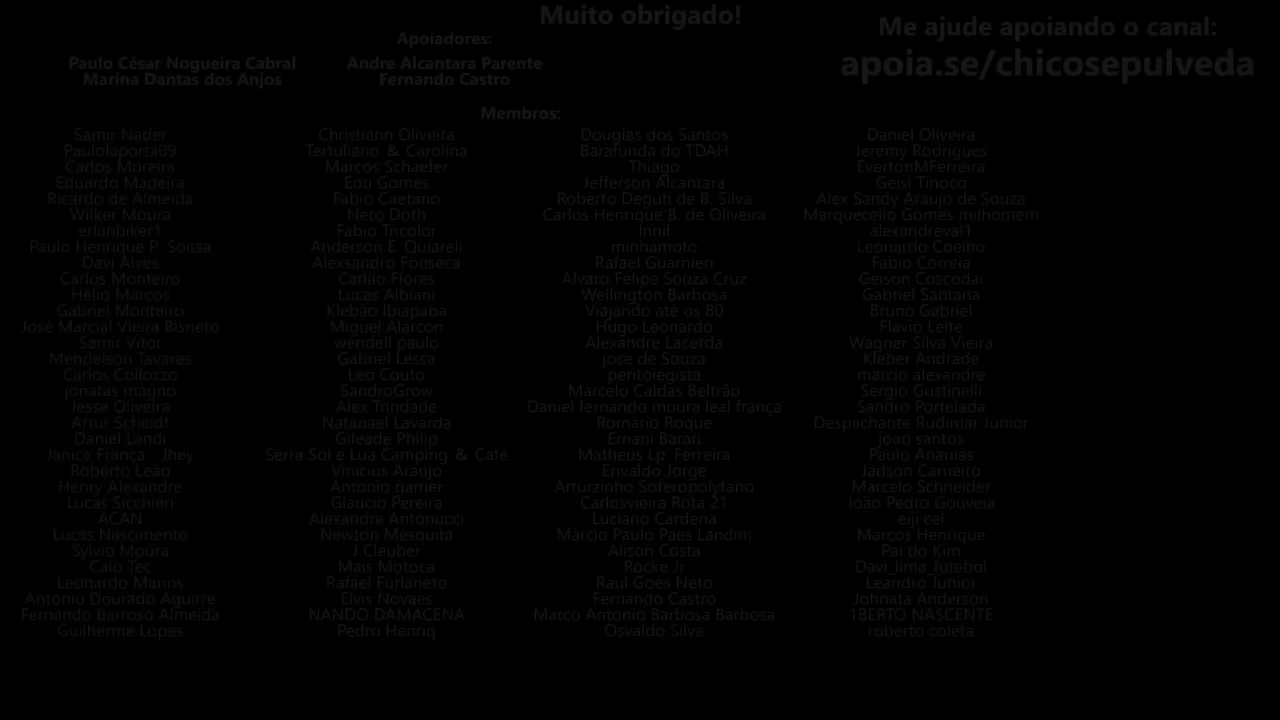 Muito obrigado!
Me ajude apoiando o canal:
apoia.se/chicosepulveda
Apoiadores:
Paulo César Nogueira Cabral
Marina Dantas dos Anjos
Andre Alcantara Parente
Fernando Castro
Membros:
Samir Nader
Paulolaporta09
Carlos Moreira
Eduardo Madeira
Ricardo de Almeida
Wilker Moura
erlanbiker1
Paulo Henrique P. Sousa
Davi Alves
Carlos Monteiro
Hélio Marcos
Gabriel Monteiro
José Marcial Vieira Bisneto
Samir Vitor
Mendelson Tavares
Carlos Collozzo
jonatas magno
Jesse Oliveira
Artur Scheidt
Daniel Landi
Janice França _ Jhey
Roberto Leão
Henry Alexandre
Lucas Sicchieri
ACAN
Lucas Nascimento
Sylvio Moura
Caio Teç
Leonardo Marins
Antonio Dourado Aguirre
Fernando Barroso Almeida
Guilherme Lopes
Christiann Oliveira
Tertuliano & Carolina
Marcos Schaefer
Edu Gomes
Fabio Caetano
Neto Doth
Fabio Tricolor
Anderson E. Quiareli
Alexsandro Fonseca
Carlão Flores
Lucas Albiani
Klebão Ibiapaba
Miguel Alarcon
wendell paulo
Gabriel Lessa
Leo Couto
SandroGrow
Alex Trindade
Natanael Lavarda
Gileade Philip
Serra Sol e Lua Camping & Café
Vinicius Araujo
Antonio gamer
Glaucio Pereira
Alexandre Antonucci
Newton Mesquita
J Cleuber
Mais Motoca
Rafael Furlaneto
Elvis Novaes
NANDO DAMACENA
Pedro Henriq
Douglas dos Santos
Barafunda do TDAH
Thiago
Jefferson Alcantara
Roberto Deguti de B. Silva
Carlos Henrique B. de Oliveira
minhamoto
Rafael Guarnieri
Alvaro Felipe Souza Cruz
Wellington Barbosa
Viajando até os 80
Hugo Leonardo
Alexandre Lacerda
jose de Souza
peritolegista
Marcelo Caldas Beltrão
Daniel fernando moura leal frança
Romario Roque
Ernani Baran
Matheus Lp Ferreira
Envaldo Jorge
Arturzinho Soteropolytano
Carlosvieira Rota 21
Luciano Cardena
Márcio Paulo Paes Landim
Alison Costa
Rocke Jr
Raul Goes Neto
Fernando Castro
Marco Antonio Barbosa Barbosa
Osvaldo Silva
Daniel Oliveira
Jeremy Rodrigues
EvertonMFerreira
Geisi Tinoco
Alex Sandy Araujo de Souza
Marquecelio Gomes milhomem
alexandreval1
Leonardo Coelho
Fabio Correia
Geison Coscodai
Gabriel Santana
Bruno Gabriel
Flavio Leite
Wagner Silva Vieira
Kleber Andrade
marcio alexandre
Sergio Gustinelli
Sandro Portelada
Despachante Rudimar Junior
joao santos
Paulo Ananias
Jadson Carneiro
Marcelo Schneider
João Pedro Gouveia
eiji cel
Marcos Henrique
Pai do Kim
Davi_lima_futebol
Leandro Junior
Johnata Anderson
1BERTO NASCENTE
roberto coleta